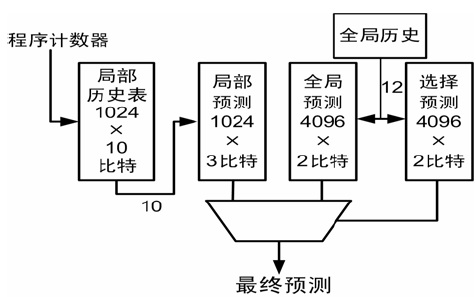 程序计数器
全局历史
局部
历史表
1024
×
10
比特
局部
预测
1024
×
3比特
全局
预测
4096
×
2比特
12
选择
预测
4096
×
2比特
10
最终预测